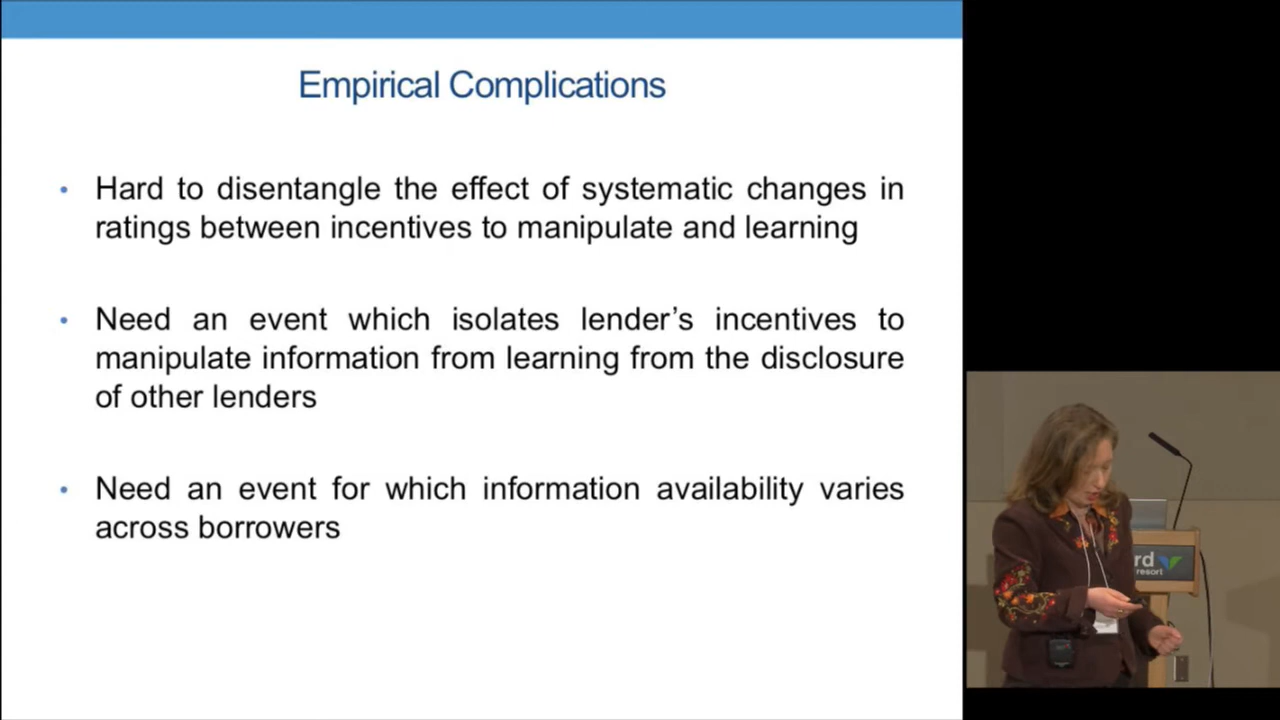 Empirical Complications
• Hard to disentangle the effect of systematic changes in
ratings between incentives to manipulate and learning
• Need an event which isolates lender's incentives to
manipulate information from learning from the disclosure
of other lenders
• Need an event for which information availability varies
across borrowers
rd
resort